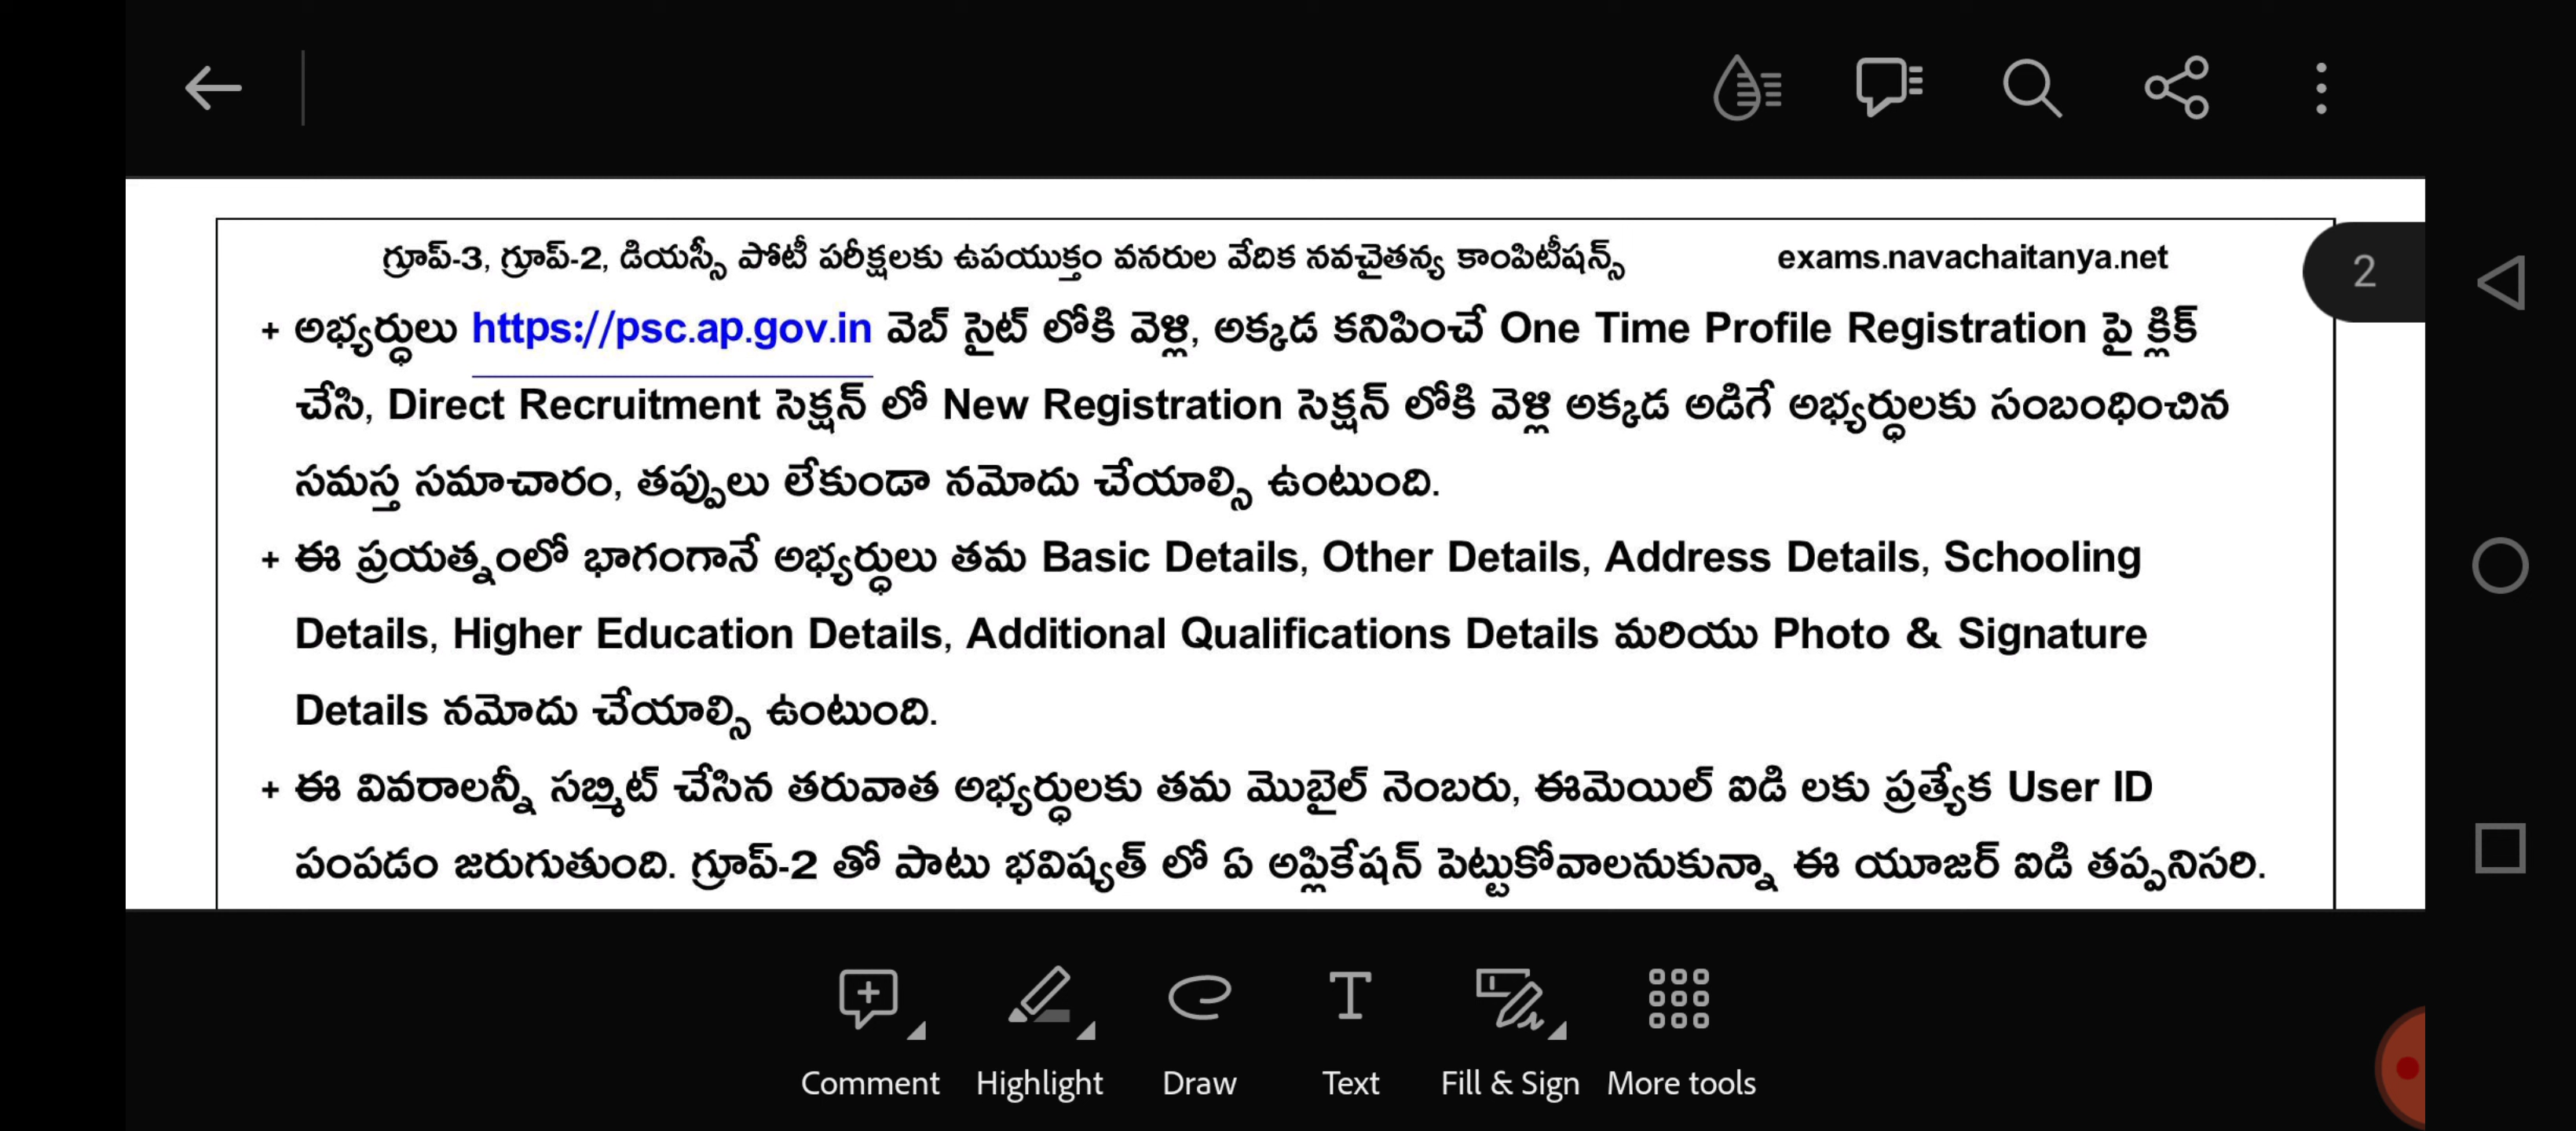 గ్రూప్-3, గ్రూప్-2, డియస్సీ పోటీ పరీక్షలకు ఉపయుక్తం వనరుల వేదిక నవచైతన్య కాంపిటీషన్స్ exams.navachaitanya.net
2
+ అభ్యర్ధులు https://psc.ap.gov.in వెబ్ సైట్ లోకి వెళ్లి, అక్కడ కనిపించే One Time Profile Registration పై క్లిక్
చేసి, Direct Recruitment సెక్షన్ లో New Registration సెక్షన్ లోకి వెళ్లి అక్కడ అడిగే అభ్యర్ధులకు సంబంధించిన
సమస్త సమాచారం, తప్పులు లేకుండా నమోదు చేయాల్సి ఉంటుంది.
+ ఈ ప్రయత్నంలో భాగంగానే అభ్యర్ధులు తమ Basic Details, Other Details, Address Details, Schooling
Details, Higher Education Details, Additional Qualifications Details మరియు Photo & Signature
Details నమోదు చేయాల్సి ఉంటుంది.
+ ఈ వివరాలన్నీ సబ్మిట్ చేసిన తరువాత అభ్యర్ధులకు తమ మొబైల్ నెంబరు, ఈమెయిల్ ఐడి లకు ప్రత్యేక User ID
పంపడం జరుగుతుంది. గ్రూప్-2 తో పాటు భవిష్యత్ లో ఏ అప్లికేషన్ పెట్టుకోవాలనుకున్నా ఈ యూజర్ ఐడి తప్పనిసరి.
Comment Highlight Draw Text Fill & Sign More tools